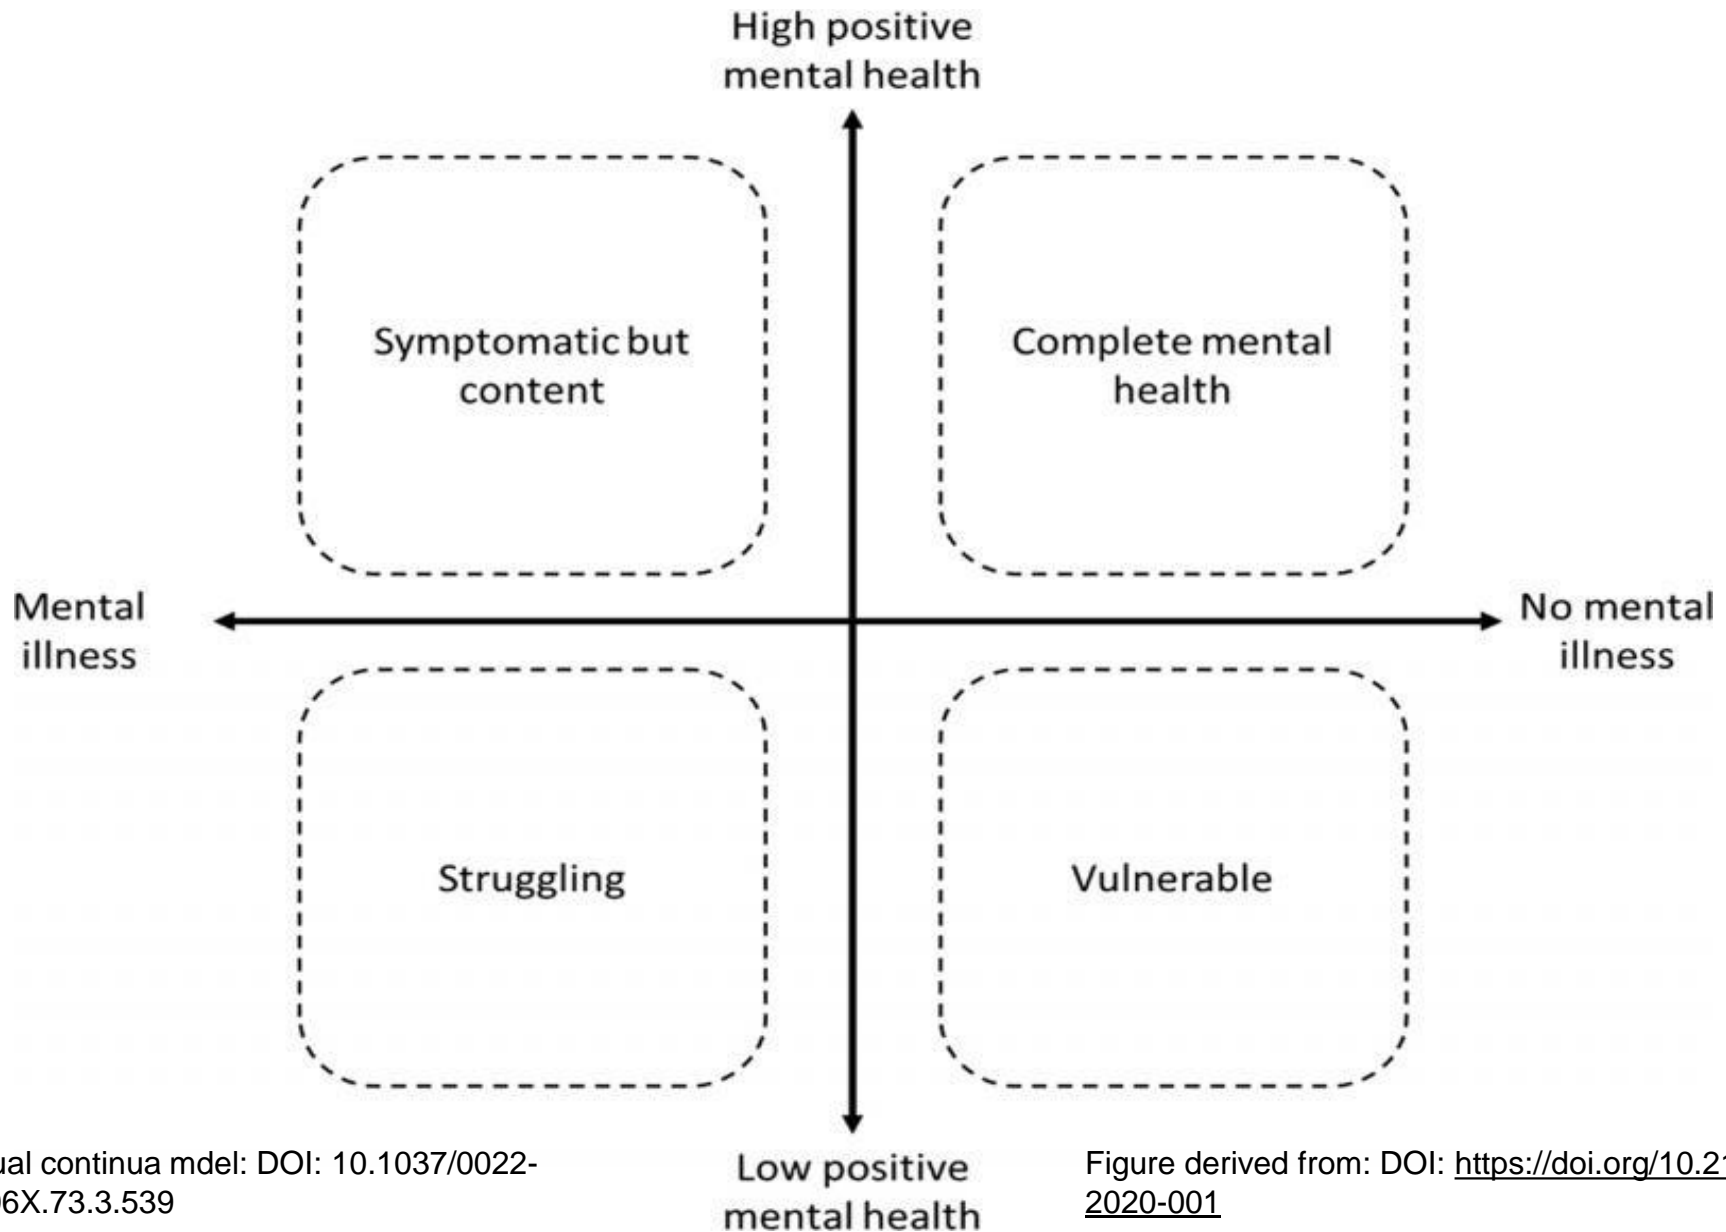 High positive
mental health
Symptomatic but
content
Complete mental
health
Mental
illness
No mental
illness
Struggling
Vulnerable
Low positive
mental health
ual continua mdel: DOI: 10.1037/0022-
06X.73.3.539
Figure derived from: DOI: https://doi.org/10.21
2020-001